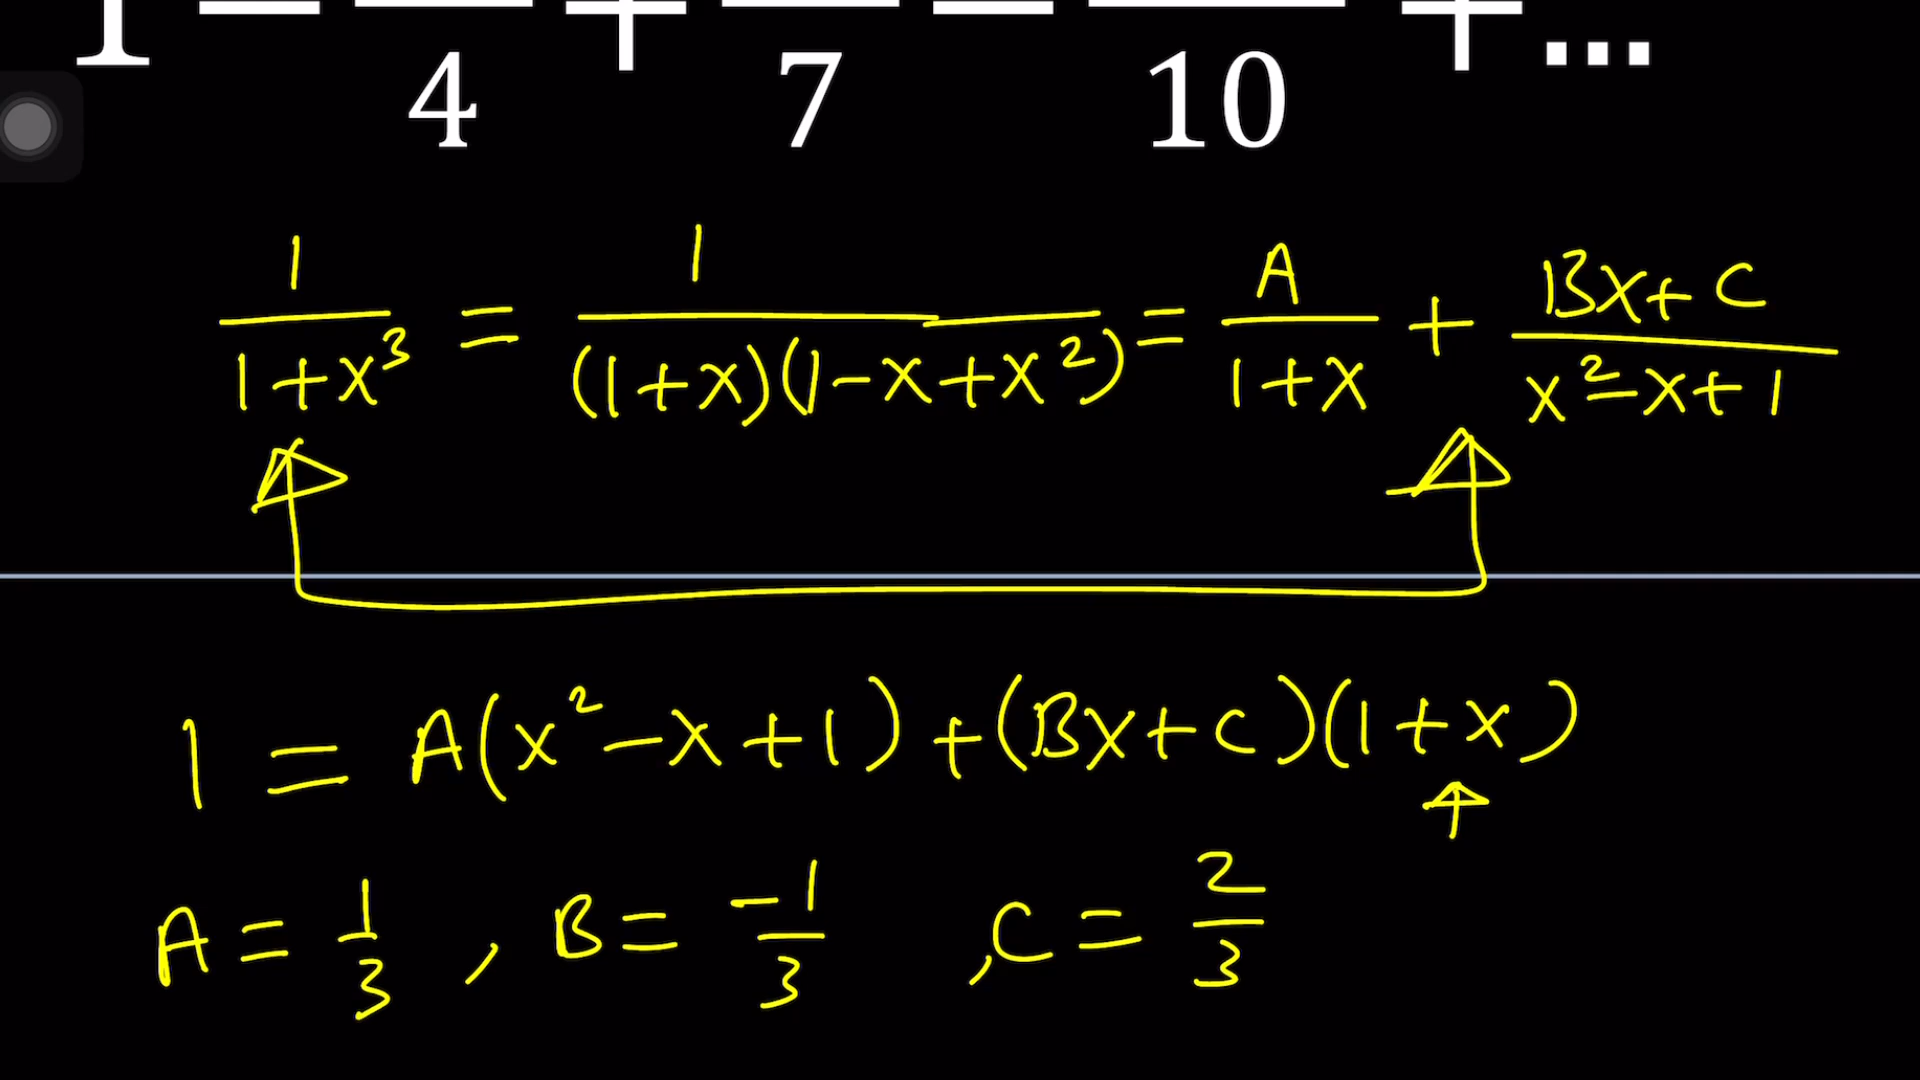 1 − + − + ...
4 7 10
1/(1+x³) = 1/((1+x)(1−x+x²)) = A/(1+x) + (Bx+C)/(x²−x+1)
1 = A(x²−x+1)+(Bx+C)(1+x)
A = 1/3 , B = −1/3 , C = 2/3